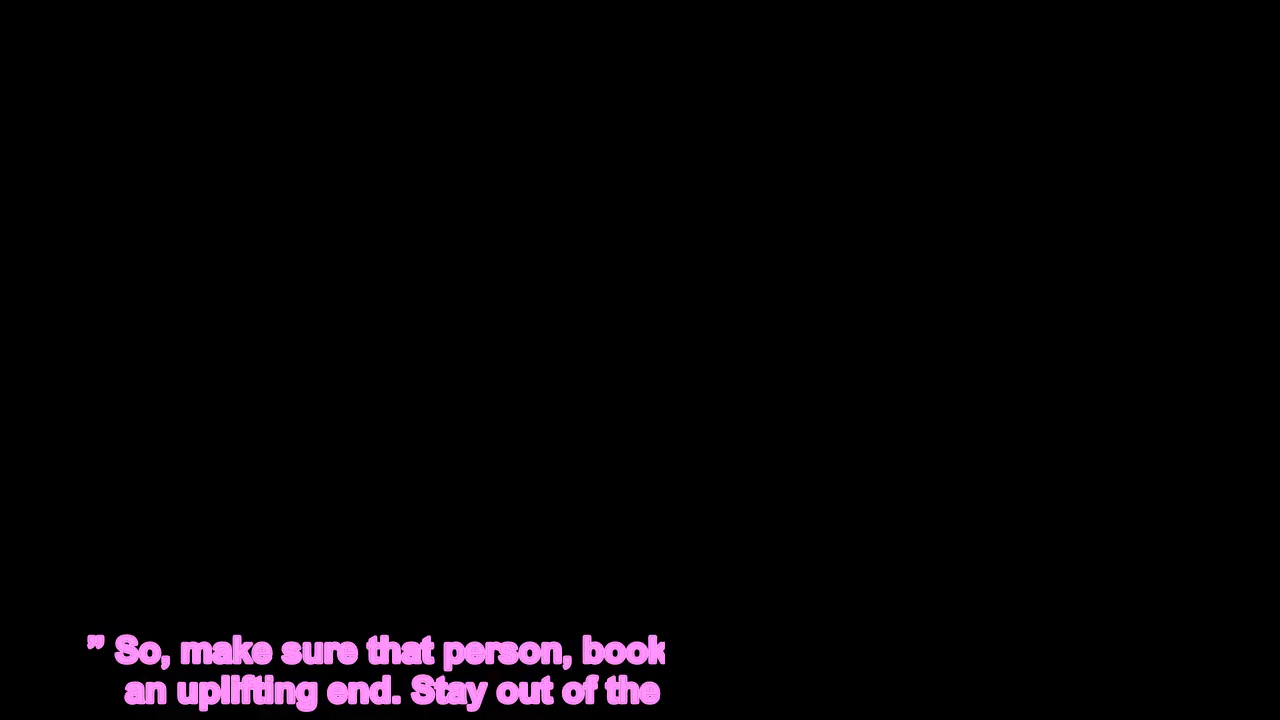 ” So, make sure that person, book
an uplifting end. Stay out of the